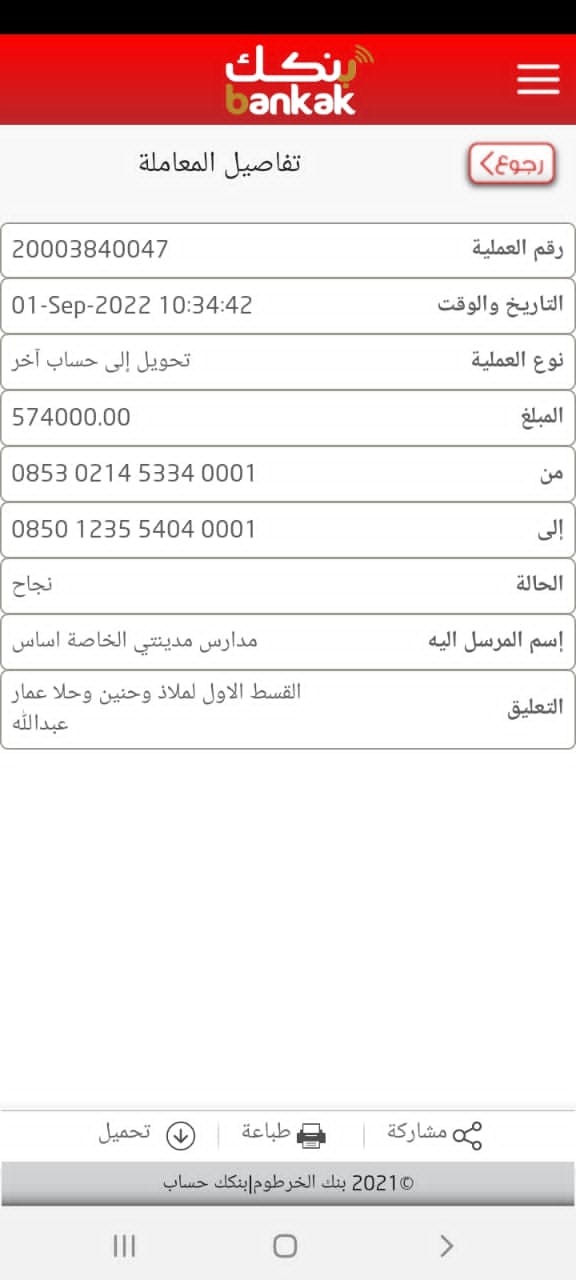 بنكك
bankak
رجوع
تفاصيل المعاملة
رقم العملية 20003840047
التاريخ والوقت 01-Sep-2022 10:34:42
نوع العملية تحويل إلى حساب آخر
المبلغ 574000.00
من 0853 0214 5334 0001
إلى 0850 1235 5404 0001
الحالة نجاح
إسم المرسل اليه مدارس مدينتي الخاصة اساس
التعليق القسط الاول لملاذ وحنين وحلا عمار
عبدالله
مشاركة | طباعة | تحميل
©2021 بنك الخرطوم|بنكك حساب